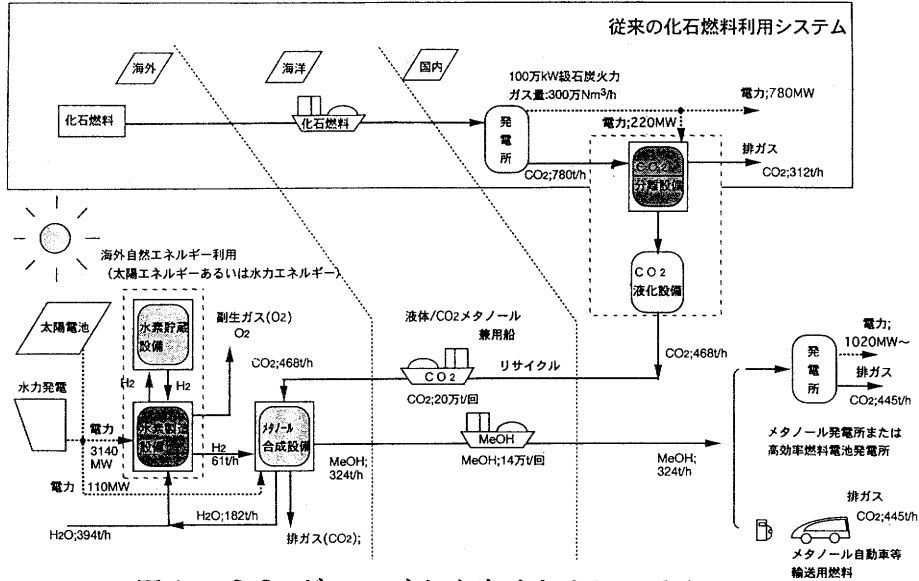 従来の化石燃料利用システム
海外
海洋
国内
100万kW級石炭火力
ガス量:300万Nm³/h
電力;780MW
化石燃料
化石燃料
発電所
電力;220MW
排ガス
CO₂;780t/h
CO₂
分離設備
CO₂;312t/h
海外自然エネルギー利用
(太陽エネルギーあるいは水力エネルギー)
CO₂
液化設備
太陽電池
水素貯蔵
設備
副生ガス(O₂)
O₂
液体/CO₂メタノール
兼用船
電力;
1020MW~
発電所
H₂
H₂
CO₂;468t/h
CO₂
リサイクル
CO₂;468t/h
排ガス
CO₂;445t/h
水力発電
CO₂;20万t/回
電力
3140
MW
水素製造
設備
H₂
61t/h
メタノール
合成設備
MeOH
メタノール発電所または
高効率燃料電池発電所
MeOH;
324t/h
MeOH;14万t/回
MeOH;
324t/h
電力;110MW
H₂O;182t/h
H₂O;394t/h
排ガス(CO₂);
排ガス
CO₂;445t/h
メタノール自動車等
輸送用燃料